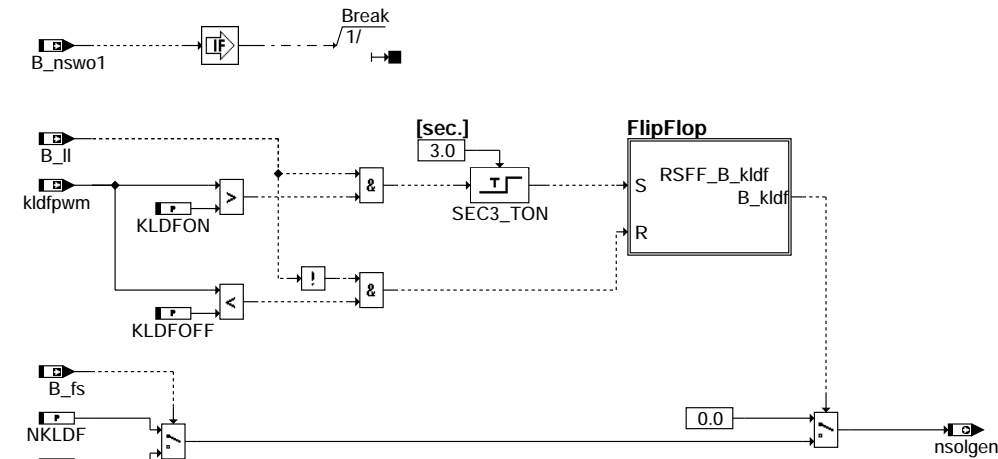 Break
1/
IF
B_nswo1
[sec.]
3.0
FlipFlop
B_ll
kldfpwm
>
P
KLDFON
&
T
SEC3_TON
S
RSFF_B_kldf
B_kldf
R
!
&
<
P
KLDFOFF
B_fs
P
NKLDF
0.0
nsolgen